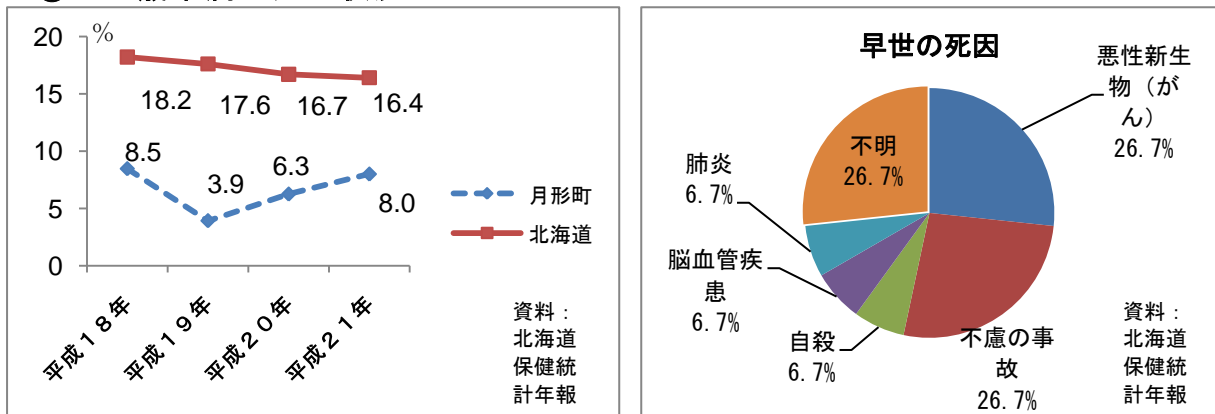 20
%
15
10
5
0
18.2
17.6
16.7
16.4
8.5
3.9
6.3
8.0
月形町
北海道
平成18年
平成19年
平成20年
平成21年
資料：
北海道
保健統
計年報
早世の死因
悪性新生
物（が
ん）
26.7%
不明
26.7%
肺炎
6.7%
脳血管疾
患
6.7%
自殺
6.7%
不慮の事
故
26.7%
資料：
北海道
保健統
計年報